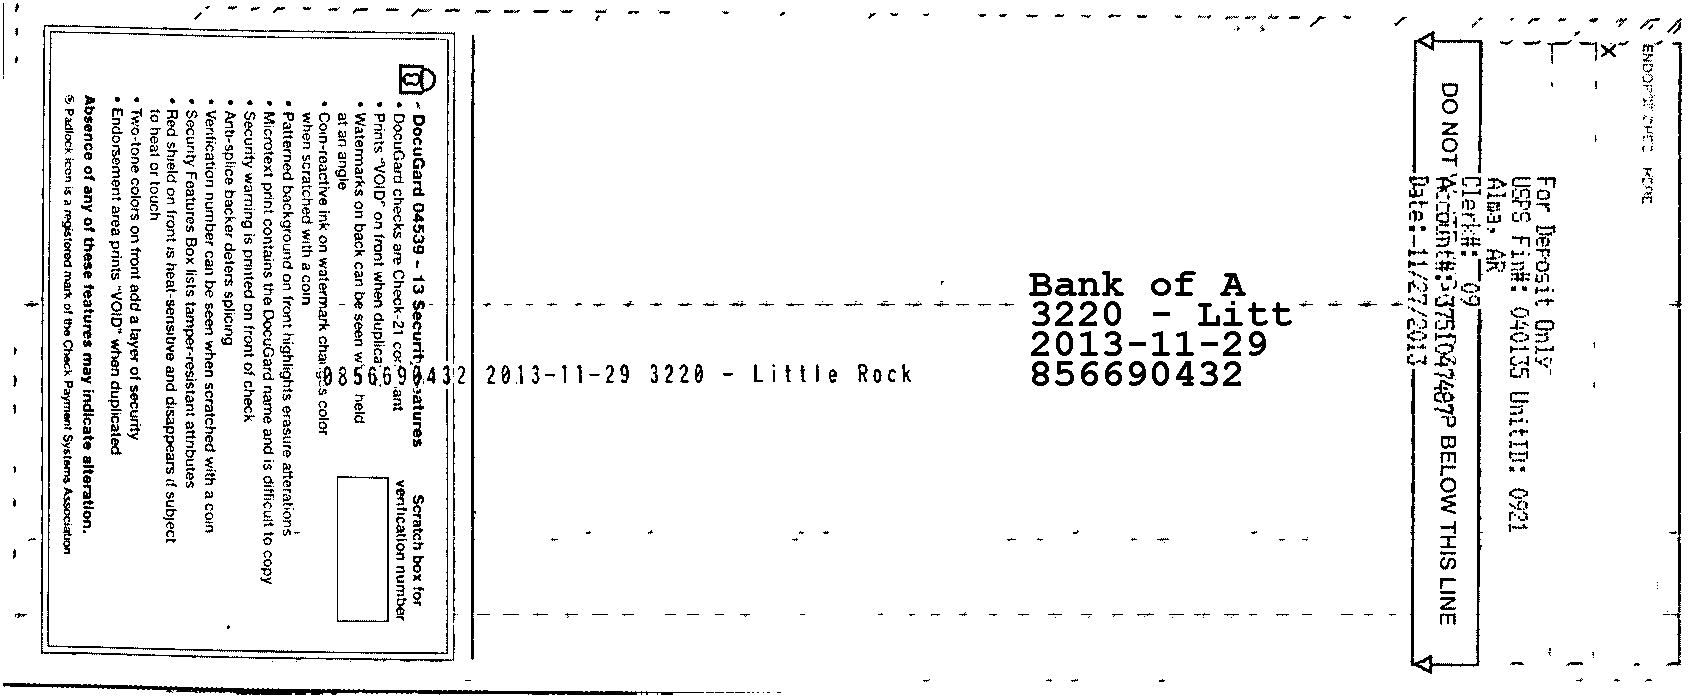 DocuGard 04539 - 13 Security Features
• DocuGard checks are Check-21 compliant
• Prints "VOID" on front when duplicated
• Watermarks on back can be seen when held
at an angle
• Coin-reactive ink on watermark changes color
when scratched with a coin
• Patterned background on front highlights erasure alterations
• Microtext print contains the DocuGard name and is difficult to copy
• Security warning is printed on front of check
• Anti-splice backer deters splicing
• Verification number can be seen when scratched with a coin
• Security Features Box lists tamper-resistant attributes
• Red shield on front is heat-sensitive and disappears if subject
to heat or touch
• Two-tone colors on front add a layer of security
• Endorsement area prints "VOID" when duplicated
Absence of any of these features may indicate alteration.
Padlock icon is a registered mark of the Check Payment Systems Association
Scratch box for
verification number
0856690432 2013-11-29 3220 - Little Rock
Bank of A
3220 - Litt
2013-11-29
856690432
HERE
X
For Deposit Only
USPS Fin#: 040135 UnitID: 0921
Alma, AR
Clerk#: 09
Date: 11/27/2013
DO NOT
BELOW THIS LINE